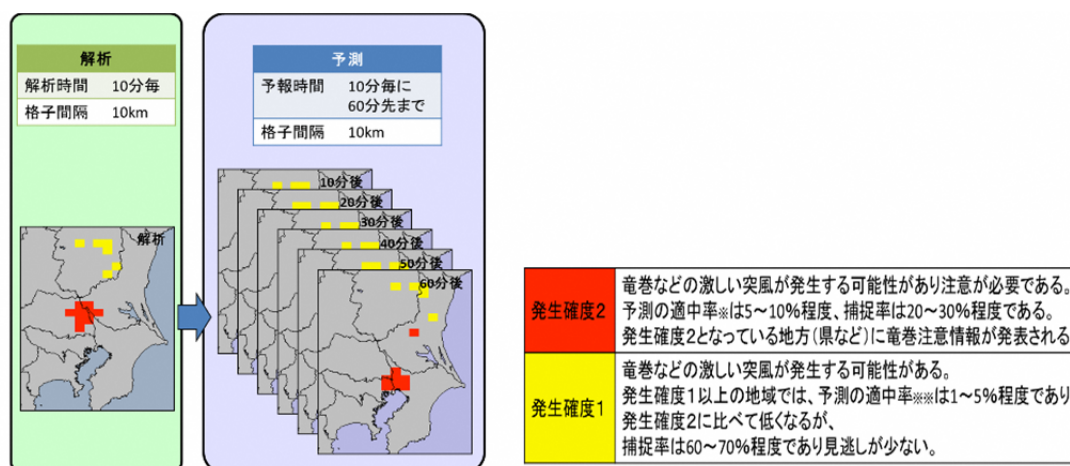 解析
解析時間 10分毎
格子間隔 10km
解析
予測
予報時間 10分毎に
60分先まで
格子間隔 10km
10分後
20分後
30分後
40分後
50分後
60分後
発生確度2
竜巻などの激しい突風が発生する可能性があり注意が必要である。
予測の適中率※は5～10%程度、捕捉率は20～30%程度である。
発生確度2となっている地方(県など)に竜巻注意情報が発表される
発生確度1
竜巻などの激しい突風が発生する可能性がある。
発生確度1以上の地域では、予測の適中率※※は1～5%程度であり
発生確度2に比べて低くなるが、
捕捉率は60～70%程度であり見逃しが少ない。